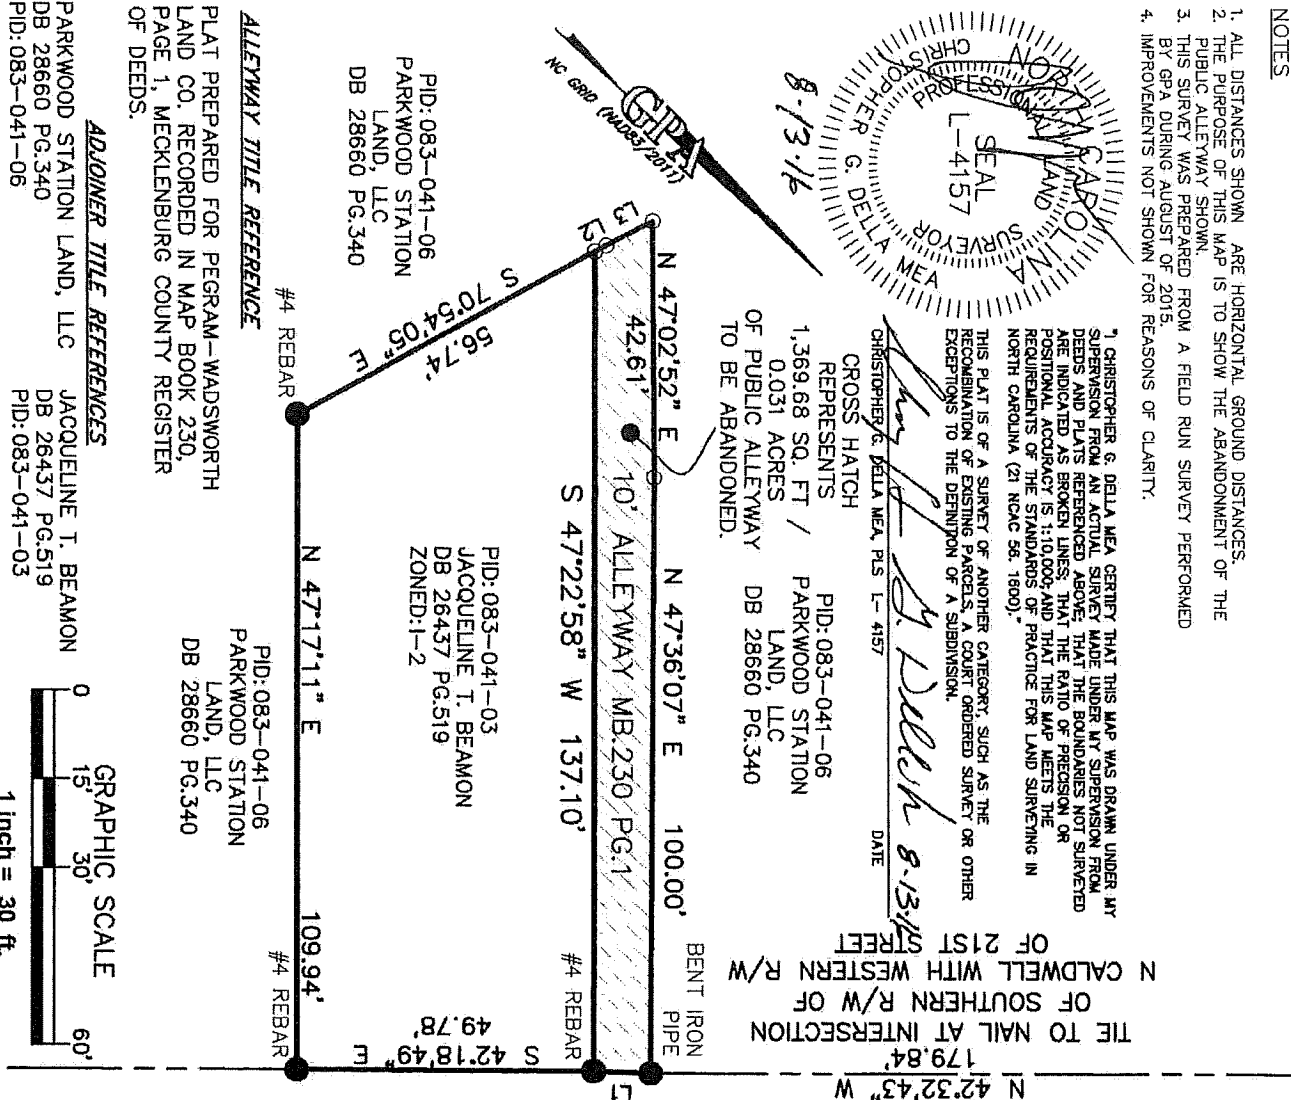 NOTES
1. ALL DISTANCES SHOWN ARE HORIZONTAL GROUND DISTANCES.
2. THE PURPOSE OF THIS MAP IS TO SHOW THE ABANDONMENT OF THE
PUBLIC ALLEYWAY SHOWN.
3. THIS SURVEY WAS PREPARED FROM A FIELD RUN SURVEY PERFORMED
BY GPA DURING AUGUST OF 2015.
4. IMPROVEMENTS NOT SHOWN FOR REASONS OF CLARITY.
NORTH CAROLINA
PROFESSIONAL LAND
SEAL
L-4157
SURVEYOR
CHRISTOPHER G. DELLA MEA
8-13-16
"I CHRISTOPHER G. DELLA MEA CERTIFY THAT THIS MAP WAS DRAWN UNDER MY
SUPERVISION FROM AN ACTUAL SURVEY MADE UNDER MY SUPERVISION FROM
DEEDS AND PLATS REFERENCED ABOVE; THAT THE BOUNDARIES NOT SURVEYED
ARE INDICATED AS BROKEN LINES; THAT THE RATIO OF PRECISION OR
POSITIONAL ACCURACY IS 1:10,000; AND THAT THIS MAP MEETS THE
REQUIREMENTS OF THE STANDARDS OF PRACTICE FOR LAND SURVEYING IN
NORTH CAROLINA (21 NCAC 56. 1600)."
THIS PLAT IS OF A SURVEY OF ANOTHER CATEGORY, SUCH AS THE
RECOMBINATION OF EXISTING PARCELS, A COURT ORDERED SURVEY OR OTHER
EXCEPTIONS TO THE DEFINITION OF A SUBDIVISION.
8-13-16
CHRISTOPHER G. DELLA MEA, PLS L- 4157 DATE
GPA
NC GRID (NAD83/2011)
CROSS HATCH
REPRESENTS
1,369.68 SQ. FT /
0.031 ACRES
OF PUBLIC ALLEYWAY
TO BE ABANDONED.
PID: 083-041-06
PARKWOOD STATION
LAND, LLC
DB 28660 PG.340
N 42°32'43" W
179.84'
TIE TO NAIL AT INTERSECTION
OF SOUTHERN R/W OF
N CALDWELL WITH WESTERN R/W
OF 21ST STREET
BENT IRON
PIPE
L3
L2
L1
N 47°02'52" E
42.61'
N 47°36'07" E 100.00'
10' ALLEYWAY MB.230 PG.1
S 47°22'58" W 137.10'
#4 REBAR
PID: 083-041-06
PARKWOOD STATION
LAND, LLC
DB 28660 PG.340
S 70°54'05" E
56.74'
#4 REBAR
PID: 083-041-03
JACQUELINE T. BEAMON
DB 26437 PG.519
ZONED: I-2
S 42°18'49" E
49.78'
N 47°17'11" E 109.94'
#4 REBAR
PID: 083-041-06
PARKWOOD STATION
LAND, LLC
DB 28660 PG.340
ALLEYWAY TITLE REFERENCE
PLAT PREPARED FOR PEGRAM-WADSWORTH
LAND CO. RECORDED IN MAP BOOK 230,
PAGE 1, MECKLENBURG COUNTY REGISTER
OF DEEDS.
ADJOINER TITLE REFERENCES
PARKWOOD STATION LAND, LLC
DB 28660 PG.340
PID: 083-041-06
JACQUELINE T. BEAMON
DB 26437 PG.519
PID: 083-041-03
GRAPHIC SCALE
0 15' 30' 60'
1 inch = 30 ft.